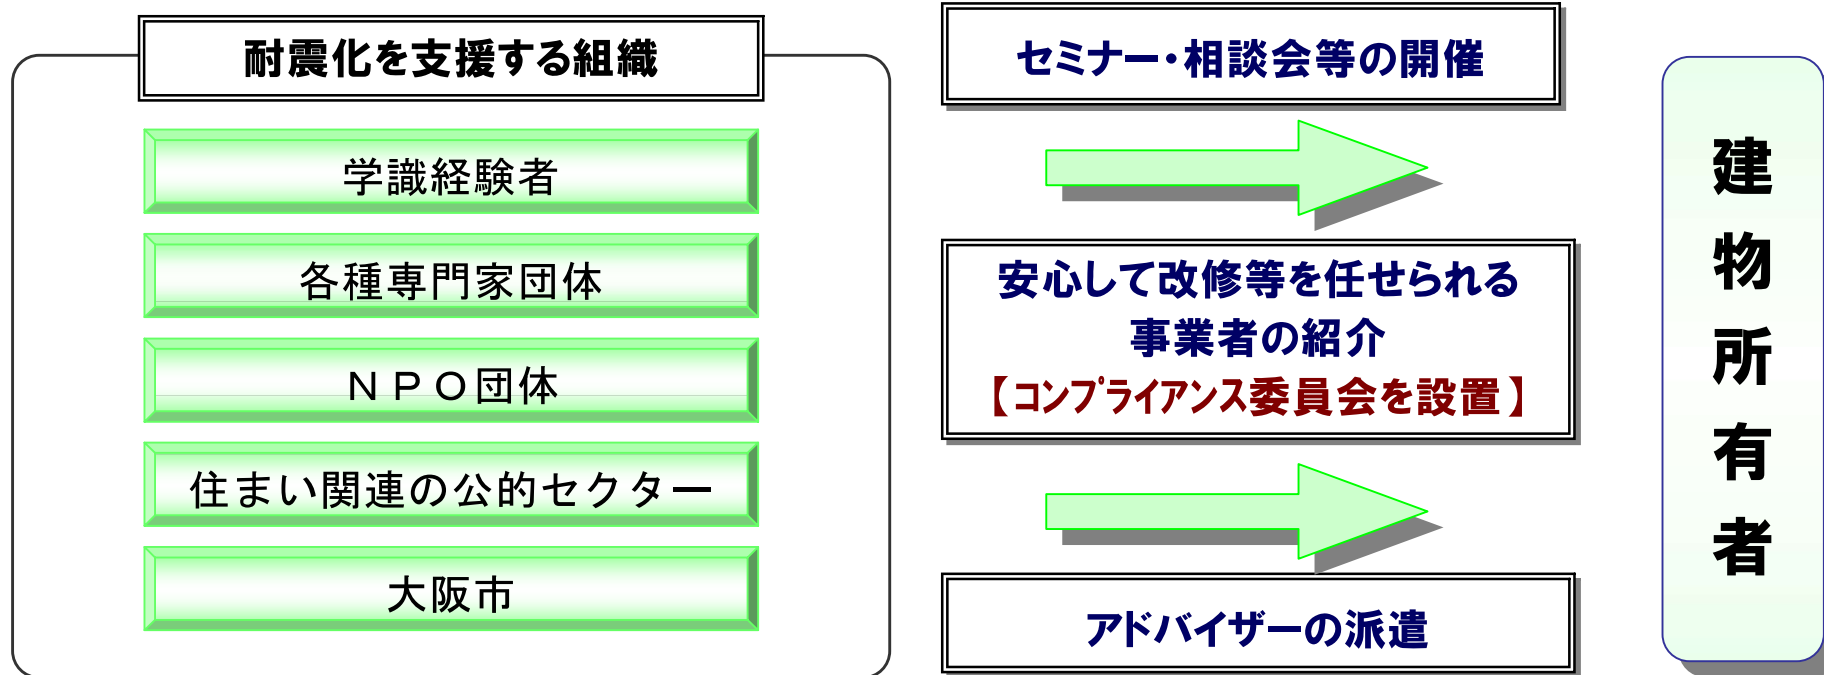 耐震化を支援する組織
学識経験者
各種専門家団体
ＮＰＯ団体
住まい関連の公的セクター
大阪市
セミナー・相談会等の開催
安心して改修等を任せられる
事業者の紹介
【コンプライアンス委員会を設置】
アドバイザーの派遣
建物所有者